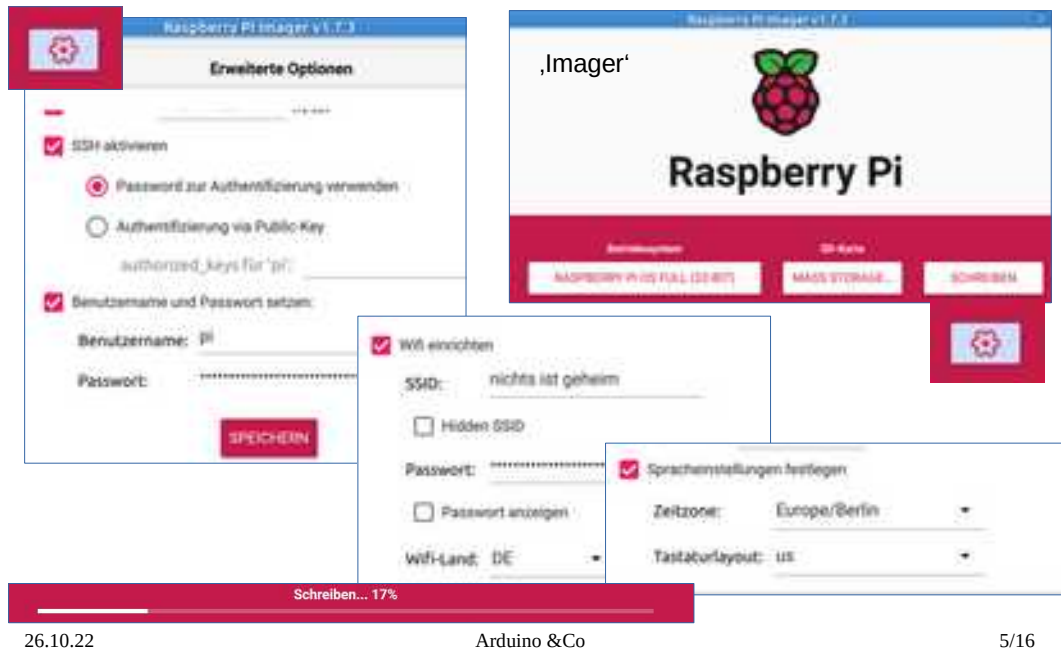 Raspberry Pi Imager v1.7.3
Erweiterte Optionen
SSH aktivieren
Password zur Authentifizierung verwenden
Authentifizierung via Public-Key
authorized_keys für 'pi':
Benutzername und Passwort setzen:
Benutzername: pi
Passwort:
SPEICHERN
Raspberry Pi Imager v1.7.3
‚Imager‘
Raspberry Pi
Betriebssystem
SD-Karte
RASPBERRY PI OS FULL (32-BIT)
MASS STORAGE...
SCHREIBEN
Wifi einrichten
SSID: nichts ist geheim
Hidden SSID
Passwort:
Passwort anzeigen
Wifi-Land: DE
Spracheinstellungen festlegen
Zeitzone: Europe/Berlin
Tastaturlayout: us
Schreiben... 17%
26.10.22
Arduino &Co
5/16